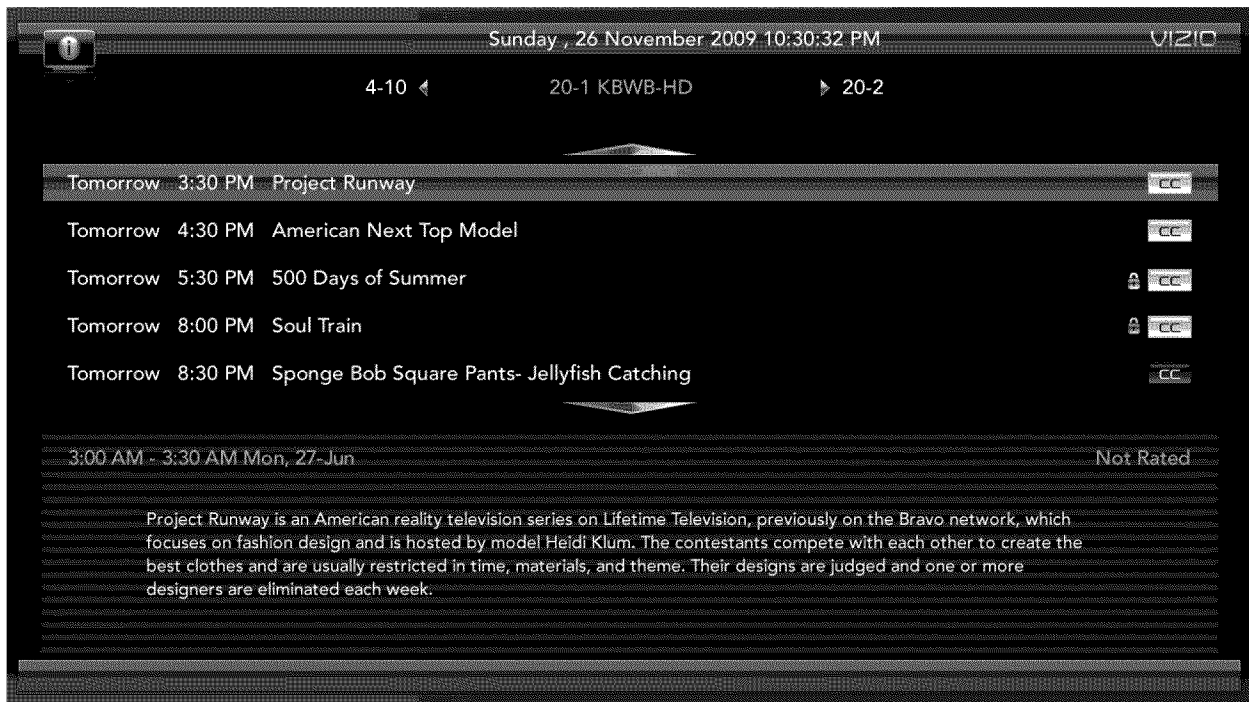 Sunday , 26 November 2009 10:30:32 PM VIZIO
4-10 20-1 KBWB-HD 20-2
Tomorrow 3:30 PM Project Runway CC
Tomorrow 4:30 PM American Next Top Model CC
Tomorrow 5:30 PM 500 Days of Summer CC
Tomorrow 8:00 PM Soul Train CC
Tomorrow 8:30 PM Sponge Bob Square Pants- Jellyfish Catching CC
3:00 AM - 3:30 AM Mon, 27-Jun Not Rated
Project Runway is an American reality television series on Lifetime Television, previously on the Bravo network, which
focuses on fashion design and is hosted by model Heidi Klum. The contestants compete with each other to create the
best clothes and are usually restricted in time, materials, and theme. Their designs are judged and one or more
designers are eliminated each week.